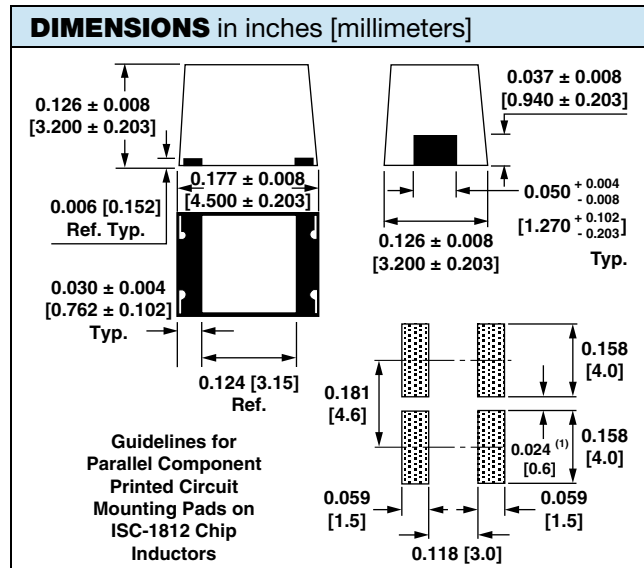 DIMENSIONS in inches [millimeters]
0.126 ± 0.008
[3.200 ± 0.203]
0.006 [0.152]
Ref. Typ.
0.177 ± 0.008
[4.500 ± 0.203]
0.030 ± 0.004
[0.762 ± 0.102]
Typ.
0.124 [3.15]
Ref.
0.037 ± 0.008
[0.940 ± 0.203]
0.050 + 0.004
- 0.008
[1.270 + 0.102
- 0.203]
Typ.
0.126 ± 0.008
[3.200 ± 0.203]
Guidelines for
Parallel Component
Printed Circuit
Mounting Pads on
ISC-1812 Chip
Inductors
0.181
[4.6]
0.158
[4.0]
0.024 (1)
[0.6]
0.158
[4.0]
0.059
[1.5]
0.059
[1.5]
0.118 [3.0]